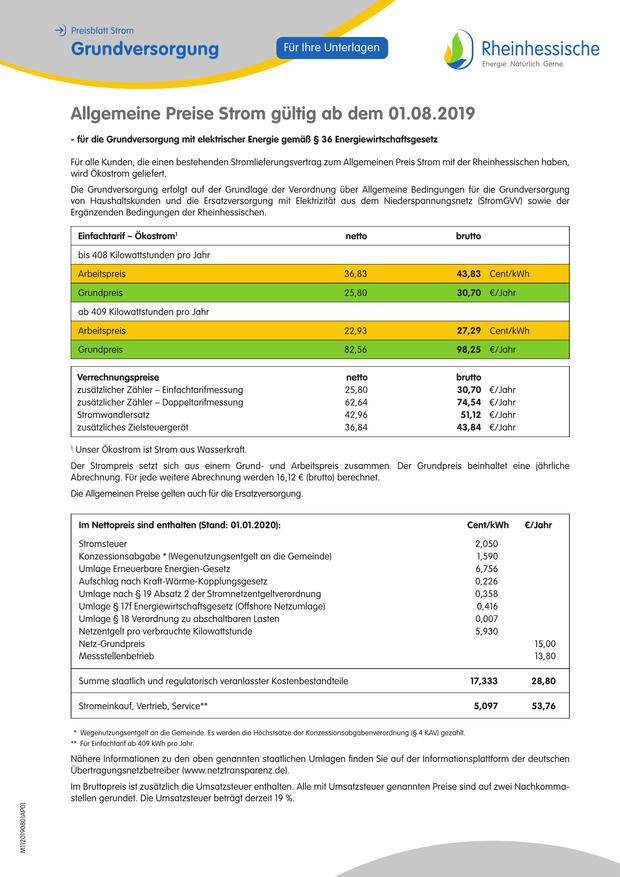 Preisblatt Strom
Grundversorgung
Für Ihre Unterlagen
Rheinhessische
Energie. Natürlich. Gerne.
Allgemeine Preise Strom gültig ab dem 01.08.2019
- für die Grundversorgung mit elektrischer Energie gemäß § 36 Energiewirtschaftsgesetz
Für alle Kunden, die einen bestehenden Stromlieferungsvertrag zum Allgemeinen Preis Strom mit der Rheinhessischen haben,
wird Ökostrom geliefert.
Die Grundversorgung erfolgt auf der Grundlage der Verordnung über Allgemeine Bedingungen für die Grundversorgung
von Haushaltskunden und die Ersatzversorgung mit Elektrizität aus dem Niederspannungsnetz (StromGVV) sowie der
Ergänzenden Bedingungen der Rheinhessischen.
Einfachtarif – Ökostrom¹ netto brutto
bis 408 Kilowattstunden pro Jahr
Arbeitspreis 36,83 43,83 Cent/kWh
Grundpreis 25,80 30,70 €/Jahr
ab 409 Kilowattstunden pro Jahr
Arbeitspreis 22,93 27,29 Cent/kWh
Grundpreis 82,56 98,25 €/Jahr
Verrechnungspreise netto brutto
zusätzlicher Zähler – Einfachtarifmessung 25,80 30,70 €/Jahr
zusätzlicher Zähler – Doppeltarifmessung 62,64 74,54 €/Jahr
Stromwandlersatz 42,96 51,12 €/Jahr
zusätzliches Zielsteuergerät 36,84 43,84 €/Jahr
¹ Unser Ökostrom ist Strom aus Wasserkraft.
Der Strompreis setzt sich aus einem Grund- und Arbeitspreis zusammen. Der Grundpreis beinhaltet eine jährliche
Abrechnung. Für jede weitere Abrechnung werden 16,12 € (brutto) berechnet.
Die Allgemeinen Preise gelten auch für die Ersatzversorgung.
Im Nettopreis sind enthalten (Stand: 01.01.2020): Cent/kWh €/Jahr
Stromsteuer 2,050
Konzessionsabgabe * (Wegenutzungsentgelt an die Gemeinde) 1,590
Umlage Erneuerbare Energien-Gesetz 6,756
Aufschlag nach Kraft-Wärme-Kopplungsgesetz 0,226
Umlage nach § 19 Absatz 2 der Stromnetzentgeltverordnung 0,358
Umlage § 17f Energiewirtschaftsgesetz (Offshore Netzumlage) 0,416
Umlage § 18 Verordnung zu abschaltbaren Lasten 0,007
Netzentgelt pro verbrauchte Kilowattstunde 5,930
Netz-Grundpreis 15,00
Messstellenbetrieb 13,80
Summe staatlich und regulatorisch veranlasster Kostenbestandteile 17,333 28,80
Stromeinkauf, Vertrieb, Service** 5,097 53,76
* Wegenutzungsentgelt an die Gemeinde. Es werden die Höchstsätze der Konzessionsabgabenverordnung (§ 4 KAV) gezahlt.
** Für Einfachtarif ab 409 kWh pro Jahr.
Nähere Informationen zu den oben genannten staatlichen Umlagen finden Sie auf der Informationsplattform der deutschen
Übertragungsnetzbetreiber (www.netztransparenz.de).
Im Bruttopreis ist zusätzlich die Umsatzsteuer enthalten. Alle mit Umsatzsteuer genannten Preise sind auf zwei Nachkomma-
stellen gerundet. Die Umsatzsteuer beträgt derzeit 19 %.
M1120190801AP01